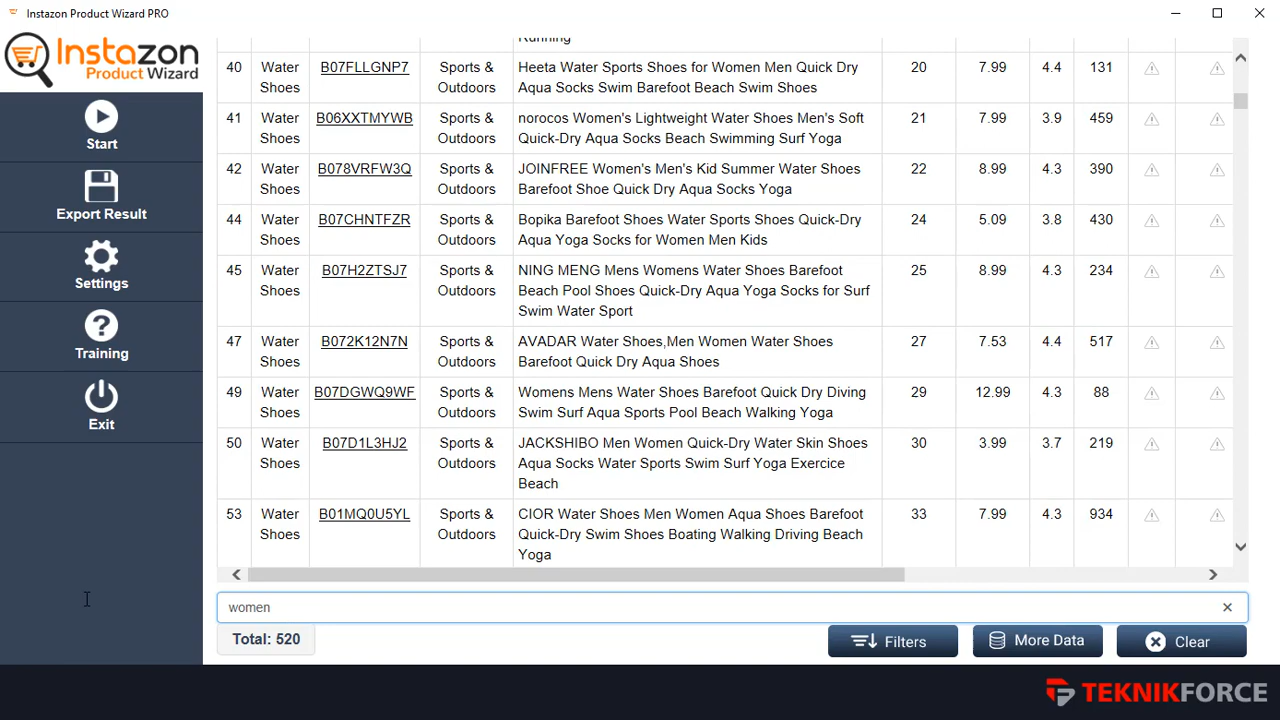 Instazon Product Wizard PRO
Instazon
Product Wizard
Start
Export Result
Settings
Training
Exit
Running
40 Water Shoes B07FLLGNP7 Sports & Outdoors Heeta Water Sports Shoes for Women Men Quick Dry Aqua Socks Swim Barefoot Beach Swim Shoes 20 7.99 4.4 131
41 Water Shoes B06XXTMYWB Sports & Outdoors norocos Women's Lightweight Water Shoes Men's Soft Quick-Dry Aqua Socks Beach Swimming Surf Yoga 21 7.99 3.9 459
42 Water Shoes B078VRFW3Q Sports & Outdoors JOINFREE Women's Men's Kid Summer Water Shoes Barefoot Shoe Quick Dry Aqua Socks Yoga 22 8.99 4.3 390
44 Water Shoes B07CHNTFZR Sports & Outdoors Bopika Barefoot Shoes Water Sports Shoes Quick-Dry Aqua Yoga Socks for Women Men Kids 24 5.09 3.8 430
45 Water Shoes B07H2ZTSJ7 Sports & Outdoors NING MENG Mens Womens Water Shoes Barefoot Beach Pool Shoes Quick-Dry Aqua Yoga Socks for Surf Swim Water Sport 25 8.99 4.3 234
47 Water Shoes B072K12N7N Sports & Outdoors AVADAR Water Shoes,Men Women Water Shoes Barefoot Quick Dry Aqua Shoes 27 7.53 4.4 517
49 Water Shoes B07DGWQ9WF Sports & Outdoors Womens Mens Water Shoes Barefoot Quick Dry Diving Swim Surf Aqua Sports Pool Beach Walking Yoga 29 12.99 4.3 88
50 Water Shoes B07D1L3HJ2 Sports & Outdoors JACKSHIBO Men Women Quick-Dry Water Skin Shoes Aqua Socks Water Sports Swim Surf Yoga Exercice Beach 30 3.99 3.7 219
53 Water Shoes B01MQ0U5YL Sports & Outdoors CIOR Water Shoes Men Women Aqua Shoes Barefoot Quick-Dry Swim Shoes Boating Walking Driving Beach Yoga 33 7.99 4.3 934
women
Total: 520
Filters
More Data
Clear
TEKNIKFORCE